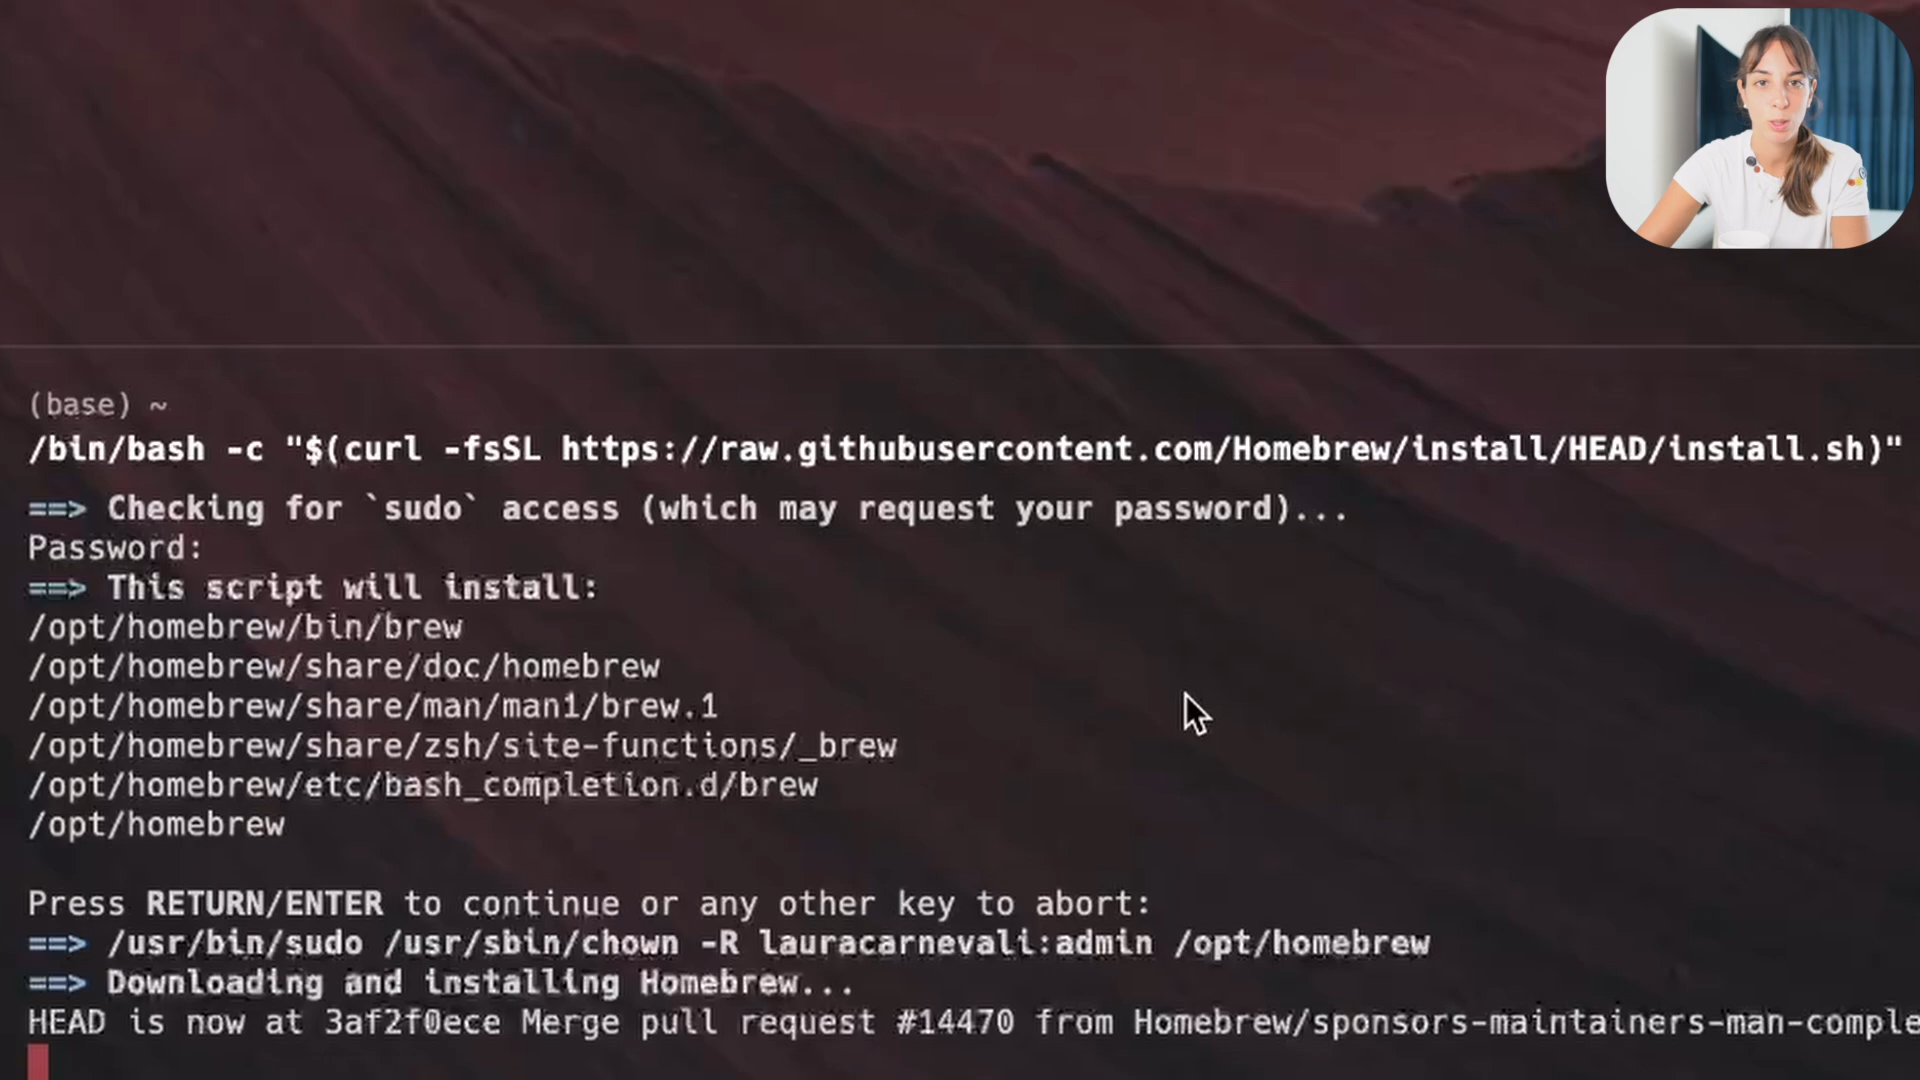 (base) ~
/bin/bash -c "$(curl -fsSL https://raw.githubusercontent.com/Homebrew/install/HEAD/install.sh)"
==> Checking for `sudo` access (which may request your password)...
Password:
==> This script will install:
/opt/homebrew/bin/brew
/opt/homebrew/share/doc/homebrew
/opt/homebrew/share/man/man1/brew.1
/opt/homebrew/share/zsh/site-functions/_brew
/opt/homebrew/etc/bash_completion.d/brew
/opt/homebrew
Press RETURN/ENTER to continue or any other key to abort:
==> /usr/bin/sudo /usr/sbin/chown -R lauracarnevali:admin /opt/homebrew
==> Downloading and installing Homebrew...
HEAD is now at 3af2f0ece Merge pull request #14470 from Homebrew/sponsors-maintainers-man-comple